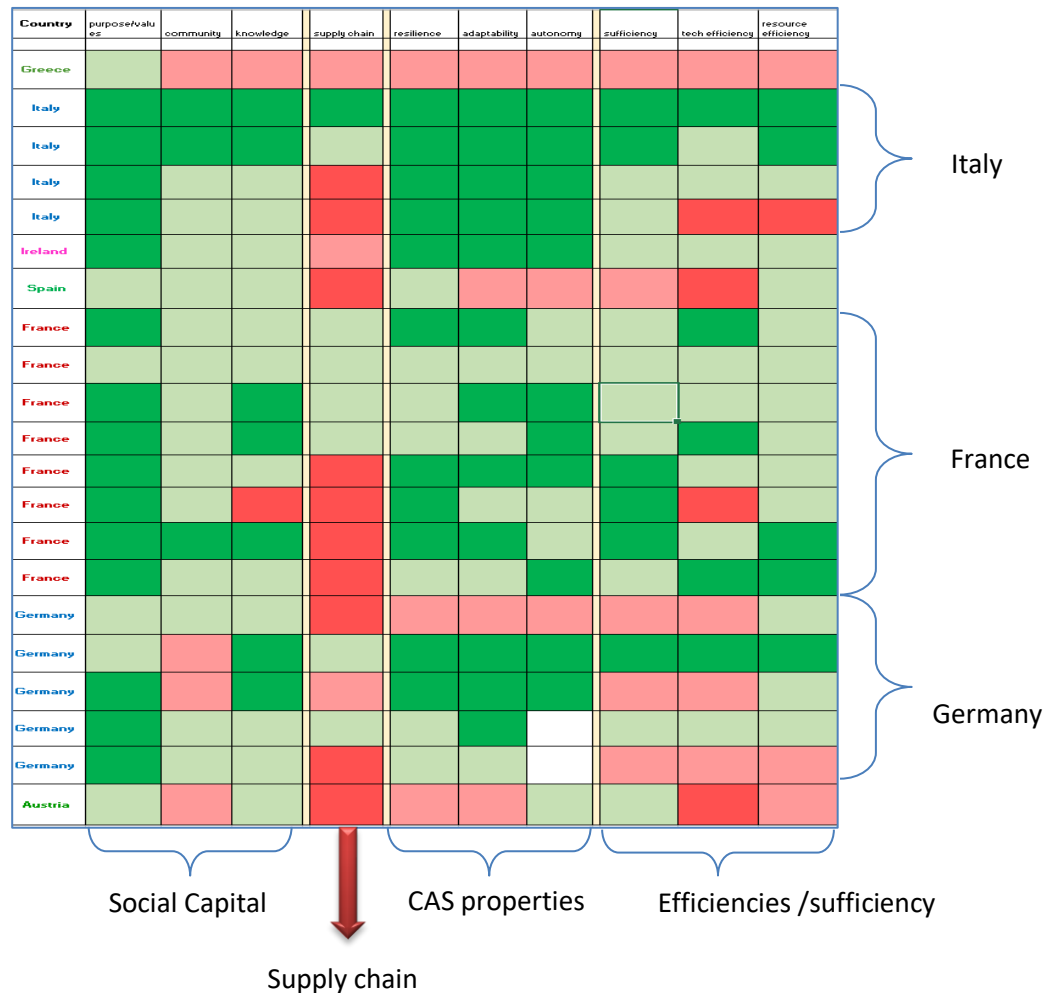 Country purpose/valu es community knowledge supply chain resilience adaptability autonomy sufficiency tech efficiency resource efficiency
Greece
Italy
Italy
Italy
Italy
Ireland
Spain
France
France
France
France
France
France
France
France
Germany
Germany
Germany
Germany
Germany
Austria
Italy
France
Germany
Social Capital
CAS properties
Efficiencies /sufficiency
Supply chain